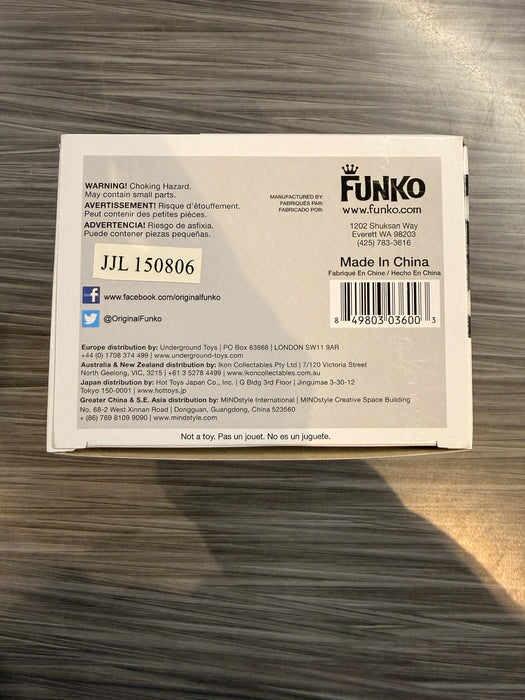 WARNING! Choking Hazard.
May contain small parts.
AVERTISSEMENT! Risque d'étouffement.
Peut contenir des petites pièces.
ADVERTENCIA! Riesgo de asfixia.
Puede contener piezas pequeñas.
JJL 150806
www.facebook.com/originalfunko
@OriginalFunko
MANUFACTURED BY:
FABRIQUÉS PAR:
FABRICADO POR:
FUNKO
www.funko.com
1202 Shuksan Way
Everett WA 98203
(425) 783-3616
Made In China
Fabriqué En Chine / Hecho En China
8 49803 03600 3
Europe distribution by: Underground Toys | PO Box 63668 | LONDON SW11 9AR
+44 (0) 1708 374 499 | www.underground-toys.com
Australia & New Zealand distribution by: Ikon Collectables Pty Ltd | 7/120 Victoria Street
North Geelong, VIC, 3215 | +61 3 5278 4499 | www.ikoncollectables.com.au
Japan distribution by: Hot Toys Japan Co., Inc. | G Bldg 3rd Floor | Jingumae 3-30-12
Tokyo 150-0001 | www.hottoys.jp
Greater China & S.E. Asia distribution by: MINDstyle International | MINDstyle Creative Space Building
No. 68-2 West Xinnan Road | Dongguan, Guangdong, China 523560
+ (86) 769 8109 9090 | www.mindstyle.com
Not a toy. Pas un jouet. No es un juguete.